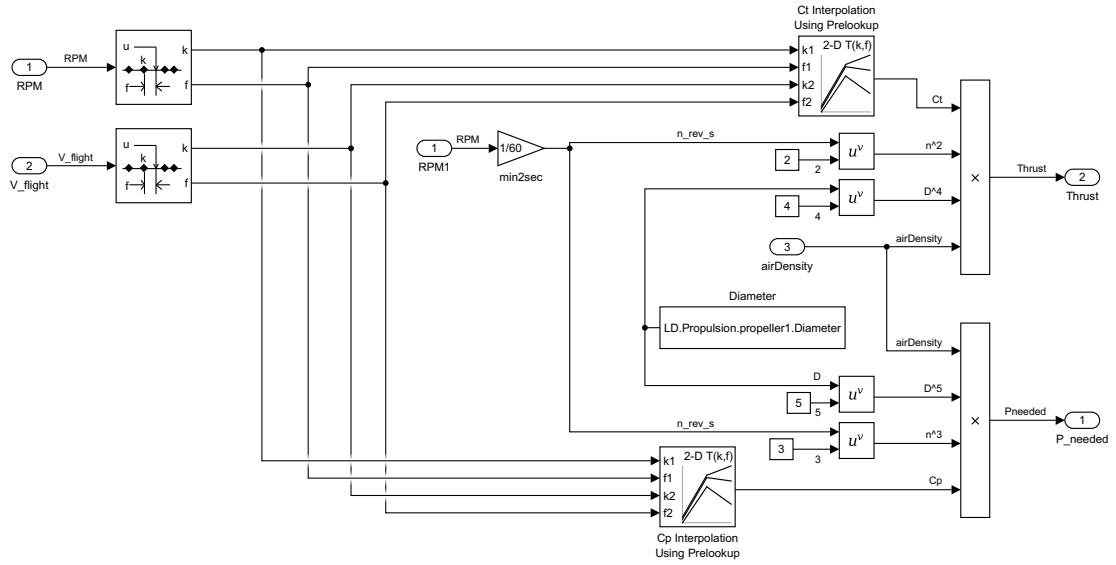 Ct Interpolation
Using Prelookup
2-D T(k,f)
k1
f1
k2
f2
1
RPM
RPM
u
k
f
k
f
2
V_flight
V_flight
u
k
f
k
f
1
RPM1
RPM
1/60
min2sec
n_rev_s
2
2
u^v
4
4
u^v
Ct
n^2
D^4
airDensity
×
Thrust
2
Thrust
3
airDensity
Diameter
LD.Propulsion.propeller1.Diameter
airDensity
D
5
5
u^v
D^5
n_rev_s
3
3
u^v
n^3
Cp
×
Pneeded
1
P_needed
k1
f1
k2
f2
2-D T(k,f)
Cp Interpolation
Using Prelookup